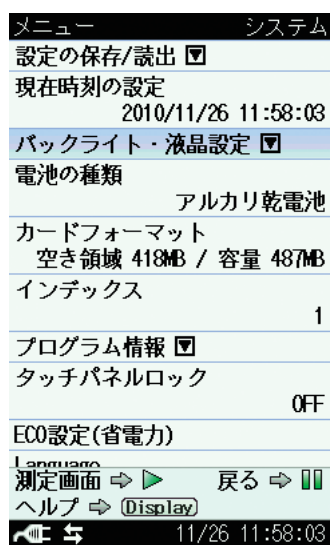 メニュー システム
設定の保存/読出 ▼
現在時刻の設定
2010/11/26 11:58:03
バックライト・液晶設定 ▼
電池の種類
アルカリ乾電池
カードフォーマット
空き領域 418MB / 容量 487MB
インデックス
1
プログラム情報 ▼
タッチパネルロック
OFF
ECO設定(省電力)
Language
測定画面 ⇨ ▷ 戻る ⇨ ▯▯
ヘルプ ⇨ (Display)
11/26 11:58:03